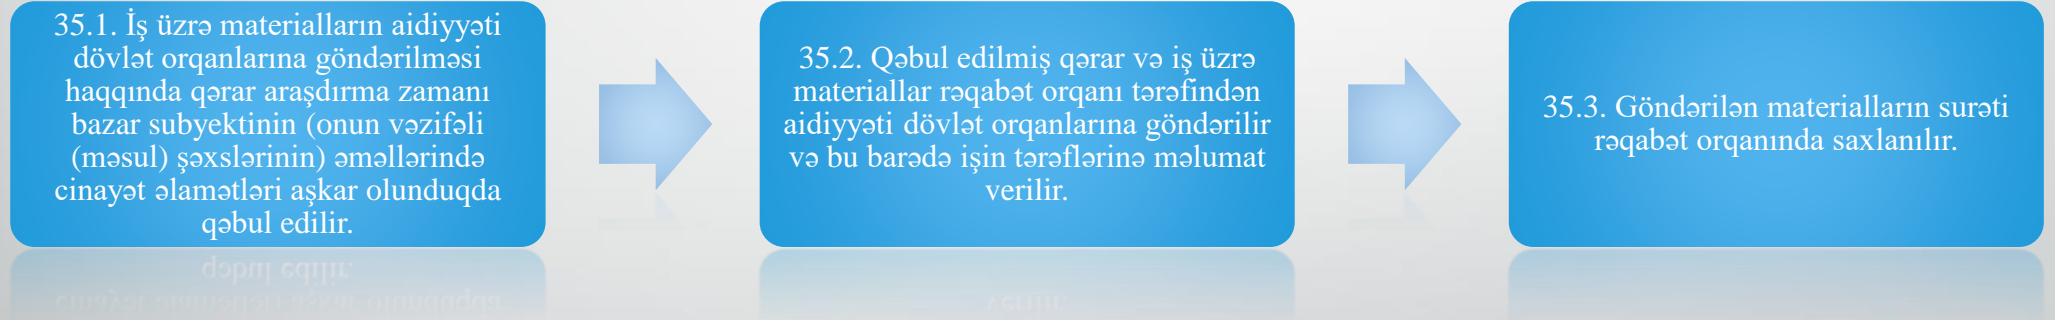 35.1. İş üzrə materialların aidiyyəti
dövlət orqanlarına göndərilməsi
haqqında qərar araşdırma zamanı
bazar subyektinin (onun vəzifəli
(məsul) şəxslərinin) əməllərində
cinayət əlamətləri aşkar olunduqda
qəbul edilir.
35.2. Qəbul edilmiş qərar və iş üzrə
materiallar rəqabət orqanı tərəfindən
aidiyyəti dövlət orqanlarına göndərilir
və bu barədə işin tərəflərinə məlumat
verilir.
35.3. Göndərilən materialların surəti
rəqabət orqanında saxlanılır.